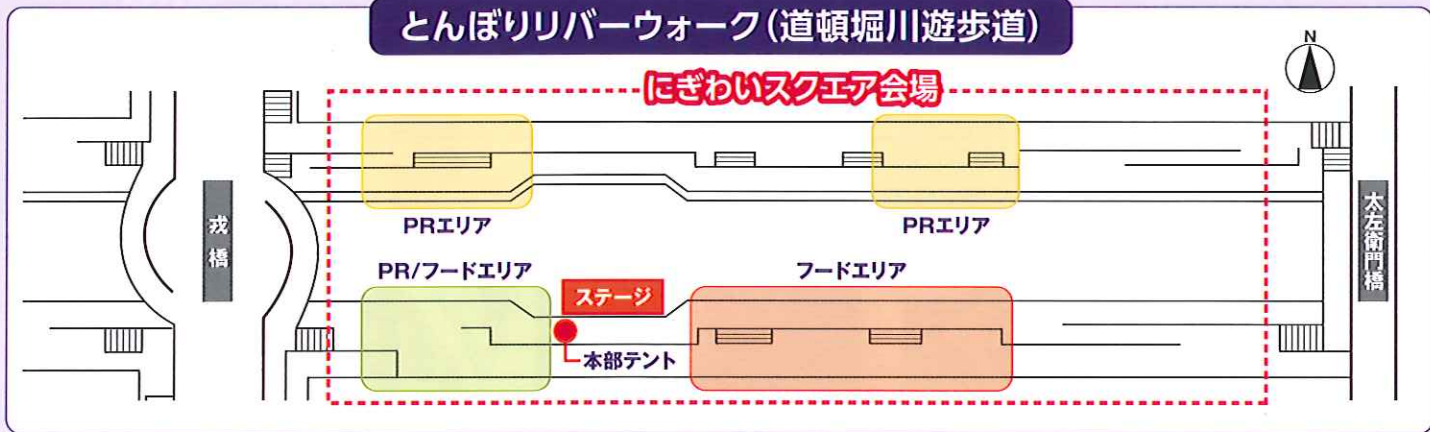 とんぼりリバーウォーク(道頓堀川遊歩道)
N
にぎわいスクエア会場
戎橋
PRエリア
PRエリア
太左衛門橋
PR/フードエリア
フードエリア
ステージ
本部テント